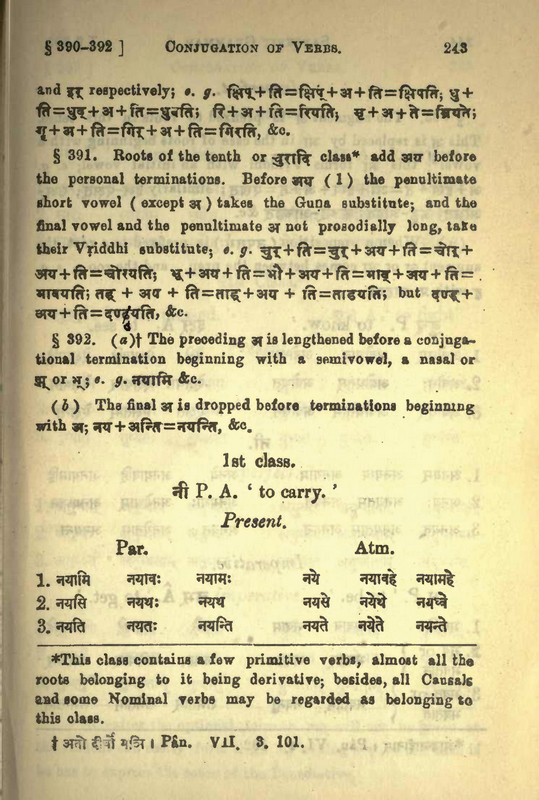 § 390-392 ] CONJUGATION OF VERBS. 243
and इर् respectively; e. g. क्षिप् + ति = क्षिप् + अ + ति = क्षिपति; धु +
ति = धुव् + अ + ति = धुवति; रि + अ + ति = रियति; मृ + अ + ते = म्रियते;
गॄ + अ + ति = गिर् + अ + ति = गिरति, &c.
§ 391. Roots of the tenth or चुरादि class* add अय before
the personal terminations. Before अय ( 1 ) the penultimate
short vowel ( except अ ) takes the Guṇa substitute; and the
final vowel and the penultimate अ not prosodially long, take
their Vṛiddhi substitute; e. g. चुर् + ति = चुर् + अय + ति = चोर् +
अय + ति = चोरयति; भू + अय + ति = भौ + अय + ति = भाव् + अय + ति =
भावयति; तड् + अय + ति = ताड् + अय + ति = ताडयति; but दण्ड् +
अय + ति = दण्डयति, &c.
§ 392. (a)† The preceding अ is lengthened before a conjuga-
tional termination beginning with a semivowel, a nasal or
झ् or भ्; e. g. नयामि &c.
(b) The final अ is dropped before terminations beginning
with अ; नय + अन्ति = नयन्ति, &c.
1st class.
नी P. A. ‘ to carry. ’
Present.
Par. Atm.
1. नयामि नयावः नयामः नये नयावहे नयामहे
2. नयसि नयथः नयथ नयसे नयेथे नयध्वे
3. नयति नयतः नयन्ति नयते नयेते नयन्ते
*This class contains a few primitive verbs, almost all the
roots belonging to it being derivative; besides, all Causals
and some Nominal verbs may be regarded as belonging to
this class.
† अतो दीर्घो यञि । Pân. VII. 3. 101.